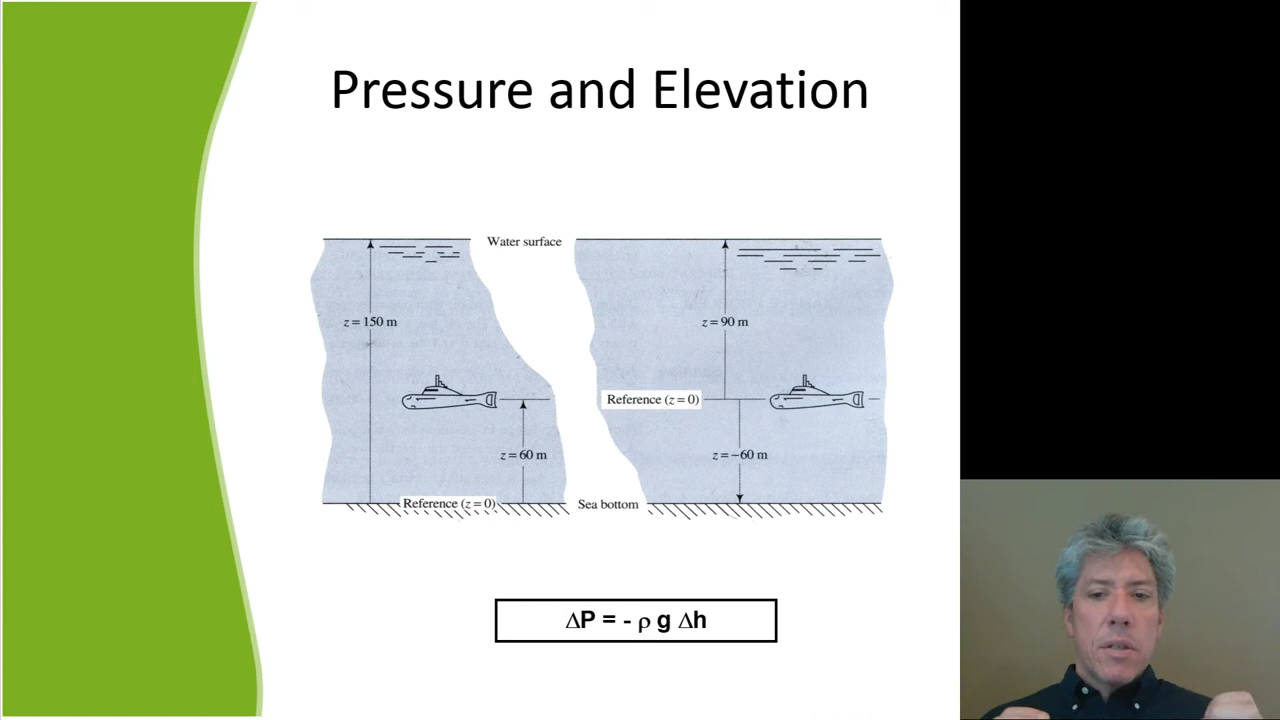 Pressure and Elevation
Water surface
z = 150 m
z = 90 m
Reference (z = 0)
z = 60 m
z = −60 m
Reference (z = 0)
Sea bottom
ΔP = - ρ g Δh